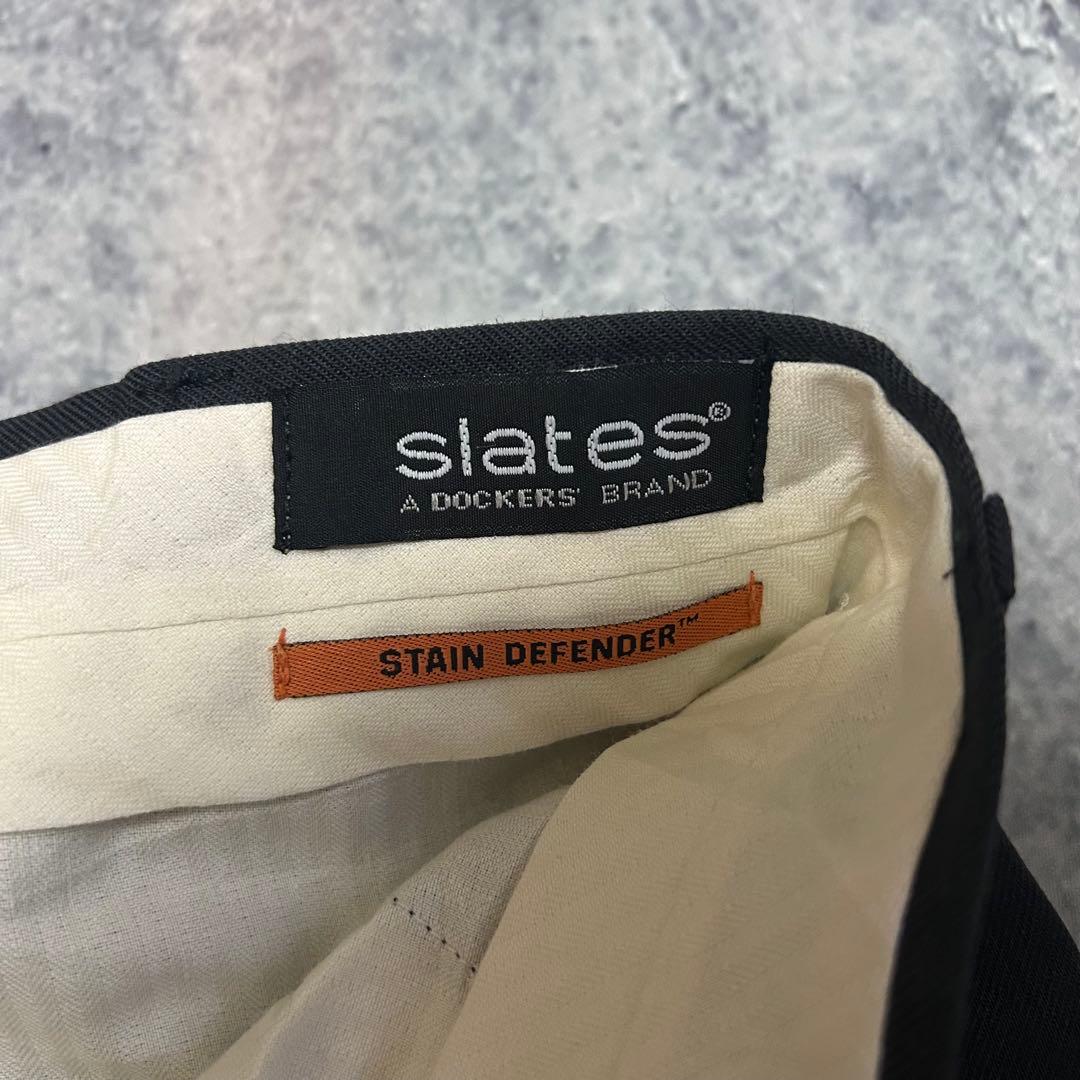 slates®
A DOCKERS® BRAND
STAIN DEFENDER™